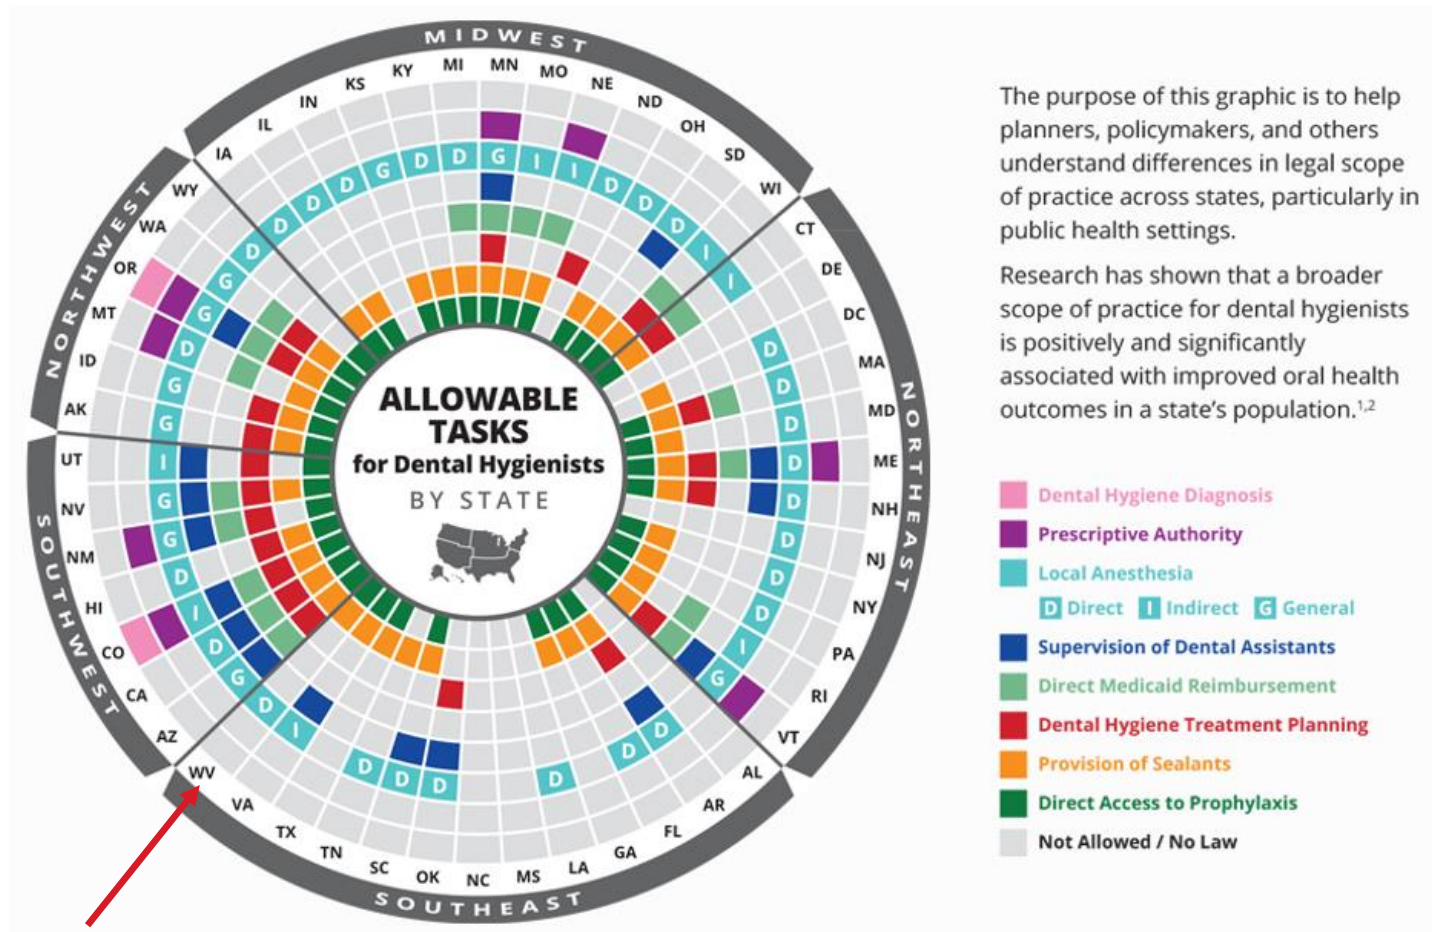 MIDWEST
IA
IL
IN
KS
KY
MI
MN
MO
NE
ND
OH
SD
WI
NORTHEAST
CT
DE
DC
MA
MD
ME
NH
NJ
NY
PA
RI
VT
SOUTHEAST
AL
AR
FL
GA
LA
MS
NC
OK
SC
TN
TX
VA
WV
SOUTHWEST
AZ
CA
CO
HI
NM
NV
UT
NORTHWEST
AK
ID
MT
OR
WA
WY
G
G
D
G
G
D
D
D
D
G
D
D
G
I
I
D
D
D
I
I
D
D
D
D
D
D
D
D
I
G
D
D
D
D
D
D
I
D
G
D
I
D
G
G
I
ALLOWABLE
TASKS
for Dental Hygienists
BY STATE
The purpose of this graphic is to help
planners, policymakers, and others
understand differences in legal scope
of practice across states, particularly in
public health settings.
Research has shown that a broader
scope of practice for dental hygienists
is positively and significantly
associated with improved oral health
outcomes in a state's population.1,2
Dental Hygiene Diagnosis
Prescriptive Authority
Local Anesthesia
D Direct I Indirect G General
Supervision of Dental Assistants
Direct Medicaid Reimbursement
Dental Hygiene Treatment Planning
Provision of Sealants
Direct Access to Prophylaxis
Not Allowed / No Law